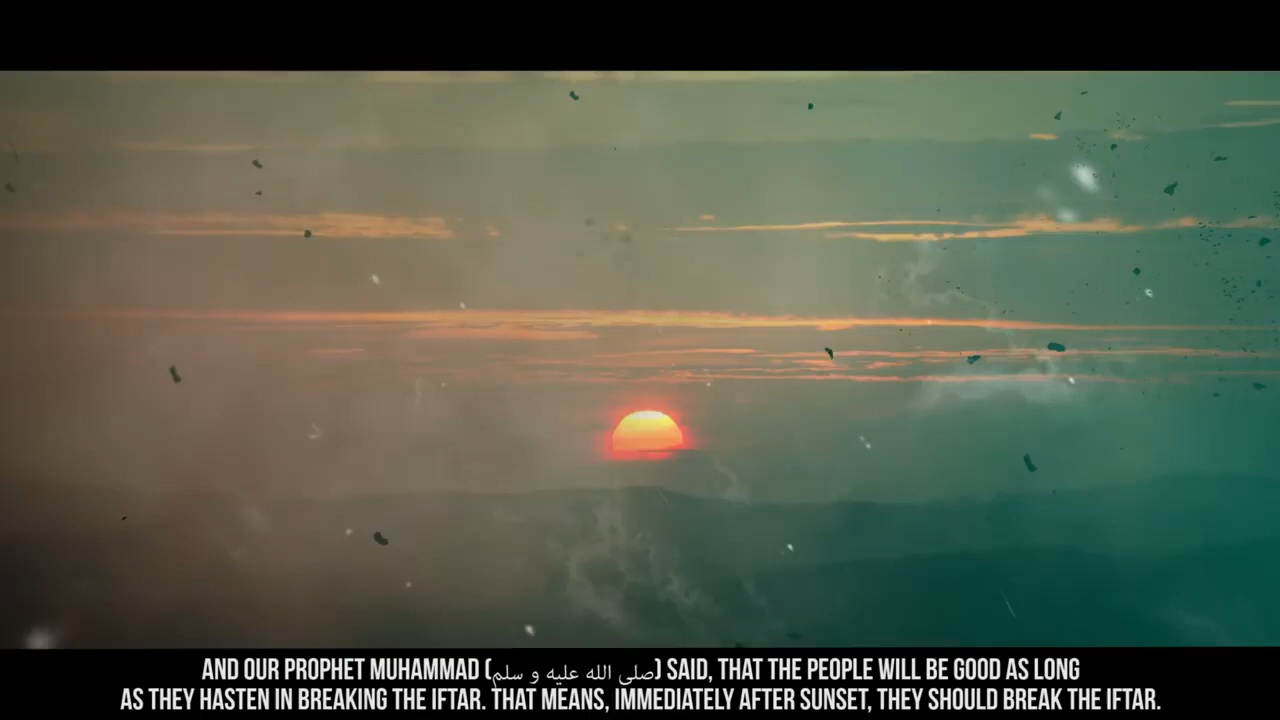 AND OUR PROPHET MUHAMMAD (صلى الله عليه و سلم) SAID, THAT THE PEOPLE WILL BE GOOD AS LONG
AS THEY HASTEN IN BREAKING THE IFTAR. THAT MEANS, IMMEDIATELY AFTER SUNSET, THEY SHOULD BREAK THE IFTAR.